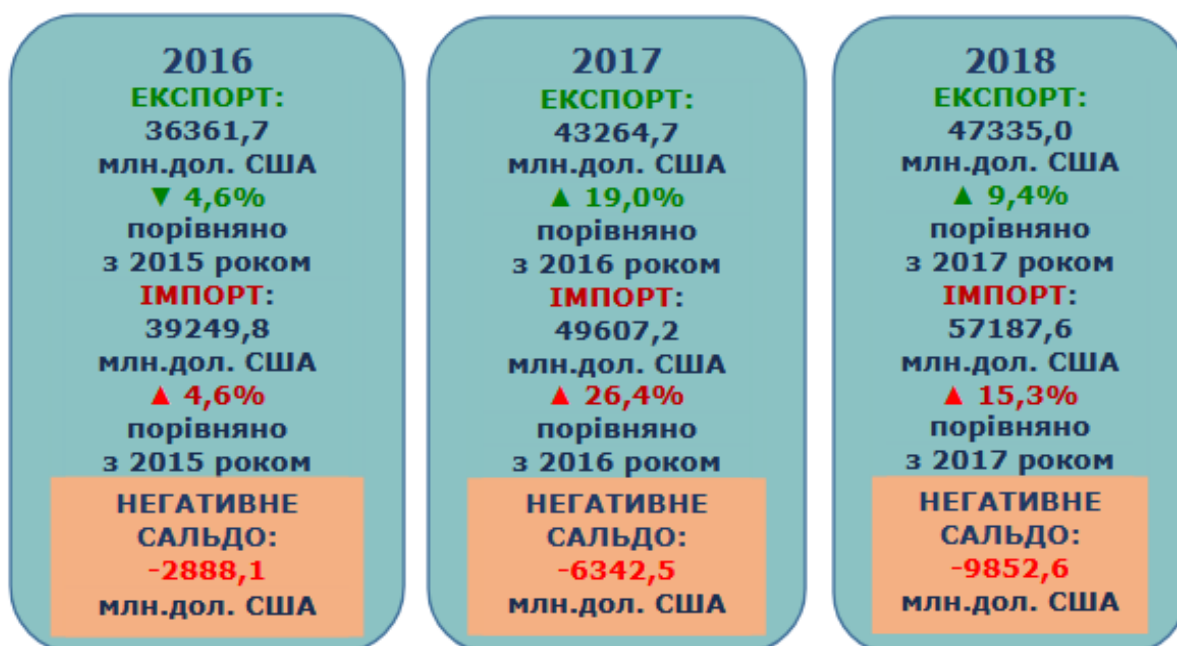 2016
ЕКСПОРТ:
36361,7
млн.дол. США
▼ 4,6%
порівняно
з 2015 роком
ІМПОРТ:
39249,8
млн.дол. США
▲ 4,6%
порівняно
з 2015 роком
НЕГАТИВНЕ
САЛЬДО:
-2888,1
млн.дол. США
2017
ЕКСПОРТ:
43264,7
млн.дол. США
▲ 19,0%
порівняно
з 2016 роком
ІМПОРТ:
49607,2
млн.дол. США
▲ 26,4%
порівняно
з 2016 роком
НЕГАТИВНЕ
САЛЬДО:
-6342,5
млн.дол. США
2018
ЕКСПОРТ:
47335,0
млн.дол. США
▲ 9,4%
порівняно
з 2017 роком
ІМПОРТ:
57187,6
млн.дол. США
▲ 15,3%
порівняно
з 2017 роком
НЕГАТИВНЕ
САЛЬДО:
-9852,6
млн.дол. США